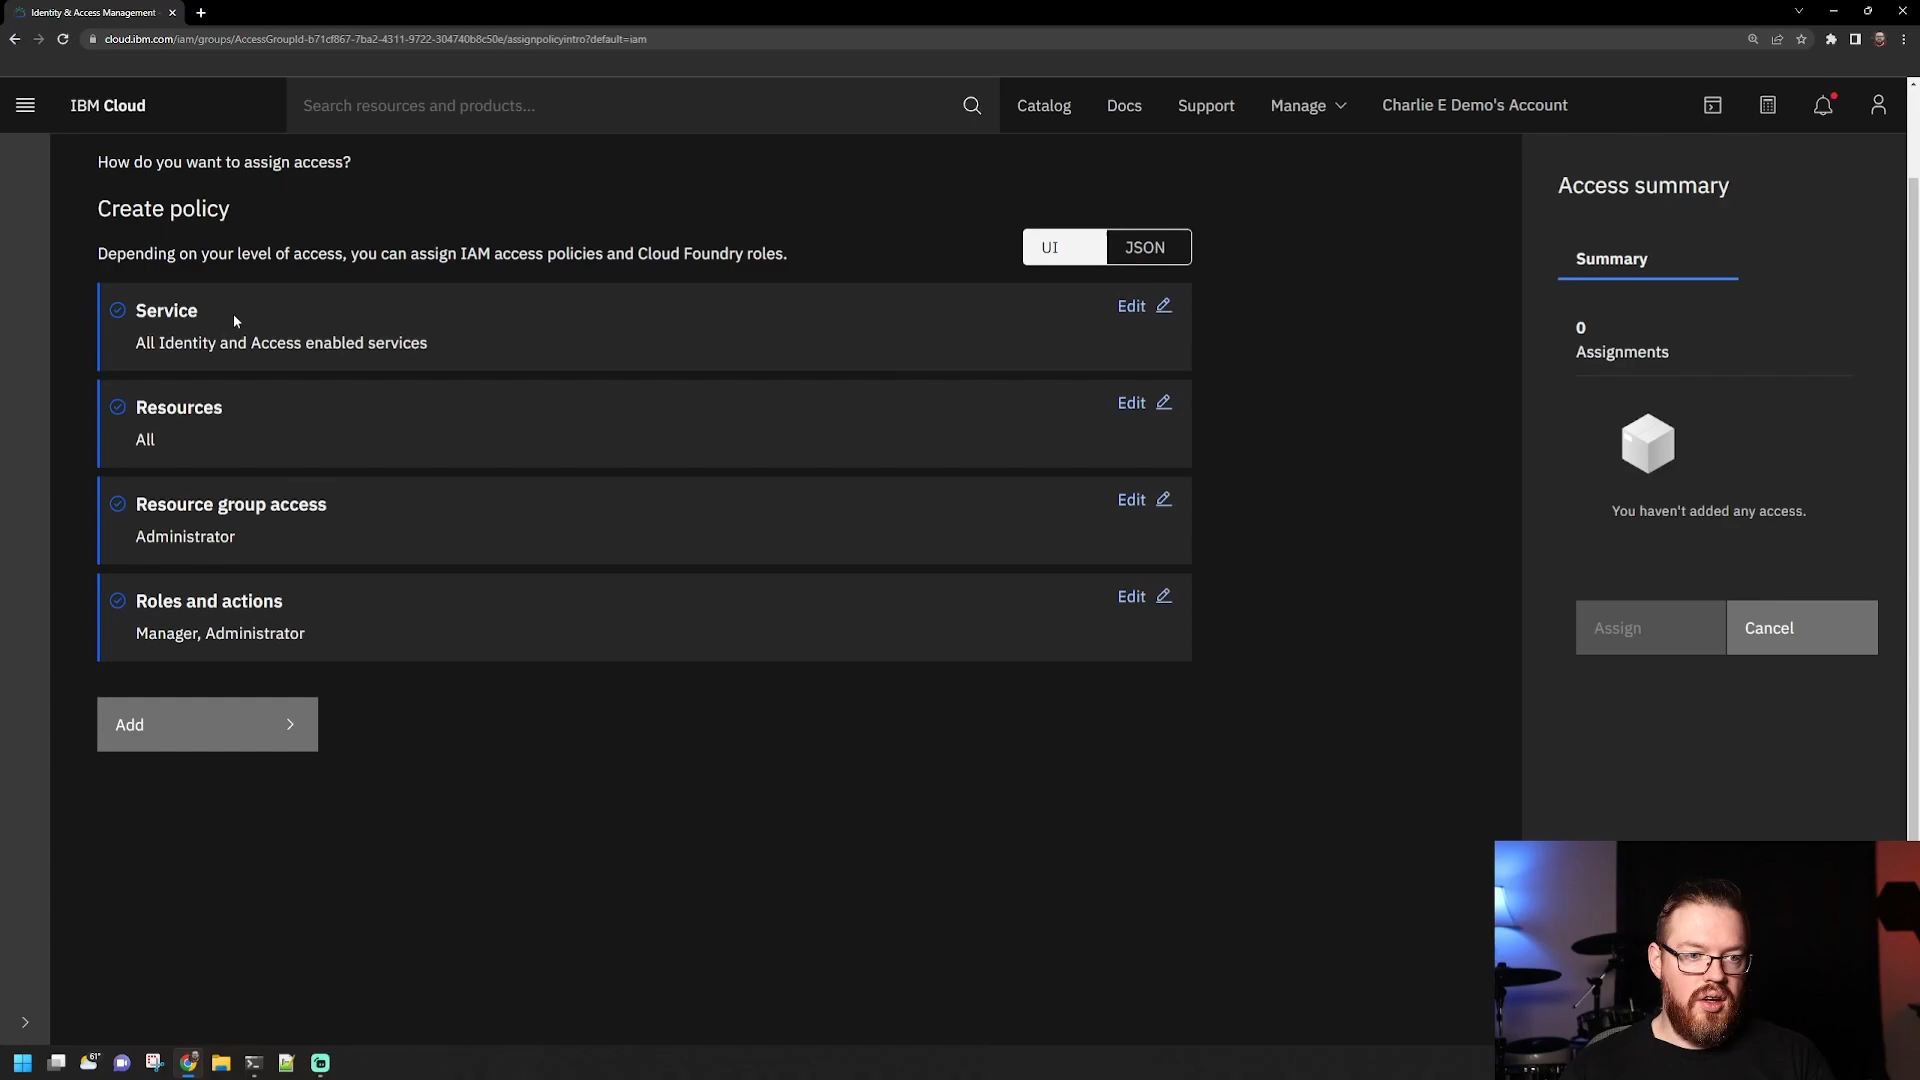 Identity & Access Management
cloud.ibm.com/iam/groups/AccessGroupId-b71cf867-7ba2-4311-9722-304740b8c50e/assignpolicyintro?default=iam
IBM Cloud
Search resources and products...
Catalog
Docs
Support
Manage
Charlie E Demo's Account
How do you want to assign access?
Create policy
Depending on your level of access, you can assign IAM access policies and Cloud Foundry roles.
UI
JSON
Service
Edit
All Identity and Access enabled services
Resources
Edit
All
Resource group access
Edit
Administrator
Roles and actions
Edit
Manager, Administrator
Add
Access summary
Summary
0
Assignments
You haven't added any access.
Assign
Cancel
61°